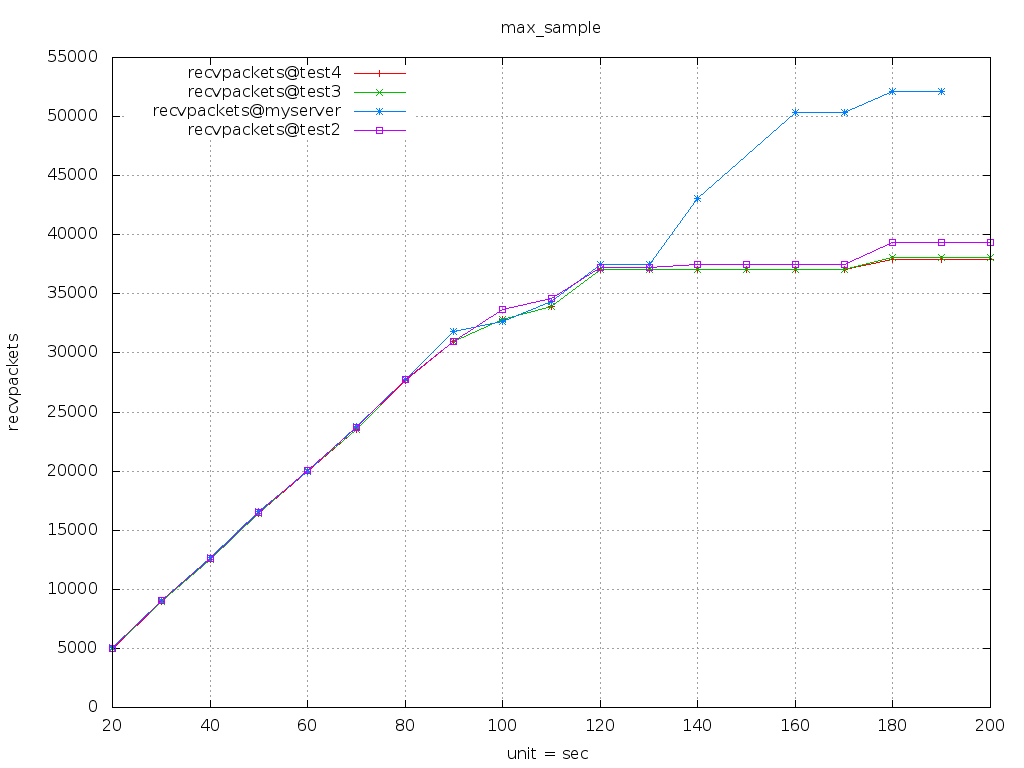 max_sample
55000
50000
45000
40000
35000
30000
25000
20000
15000
10000
5000
0
recvpackets@test4
recvpackets@test3
recvpackets@myserver
recvpackets@test2
recvpackets
20 40 60 80 100 120 140 160 180 200
unit = sec